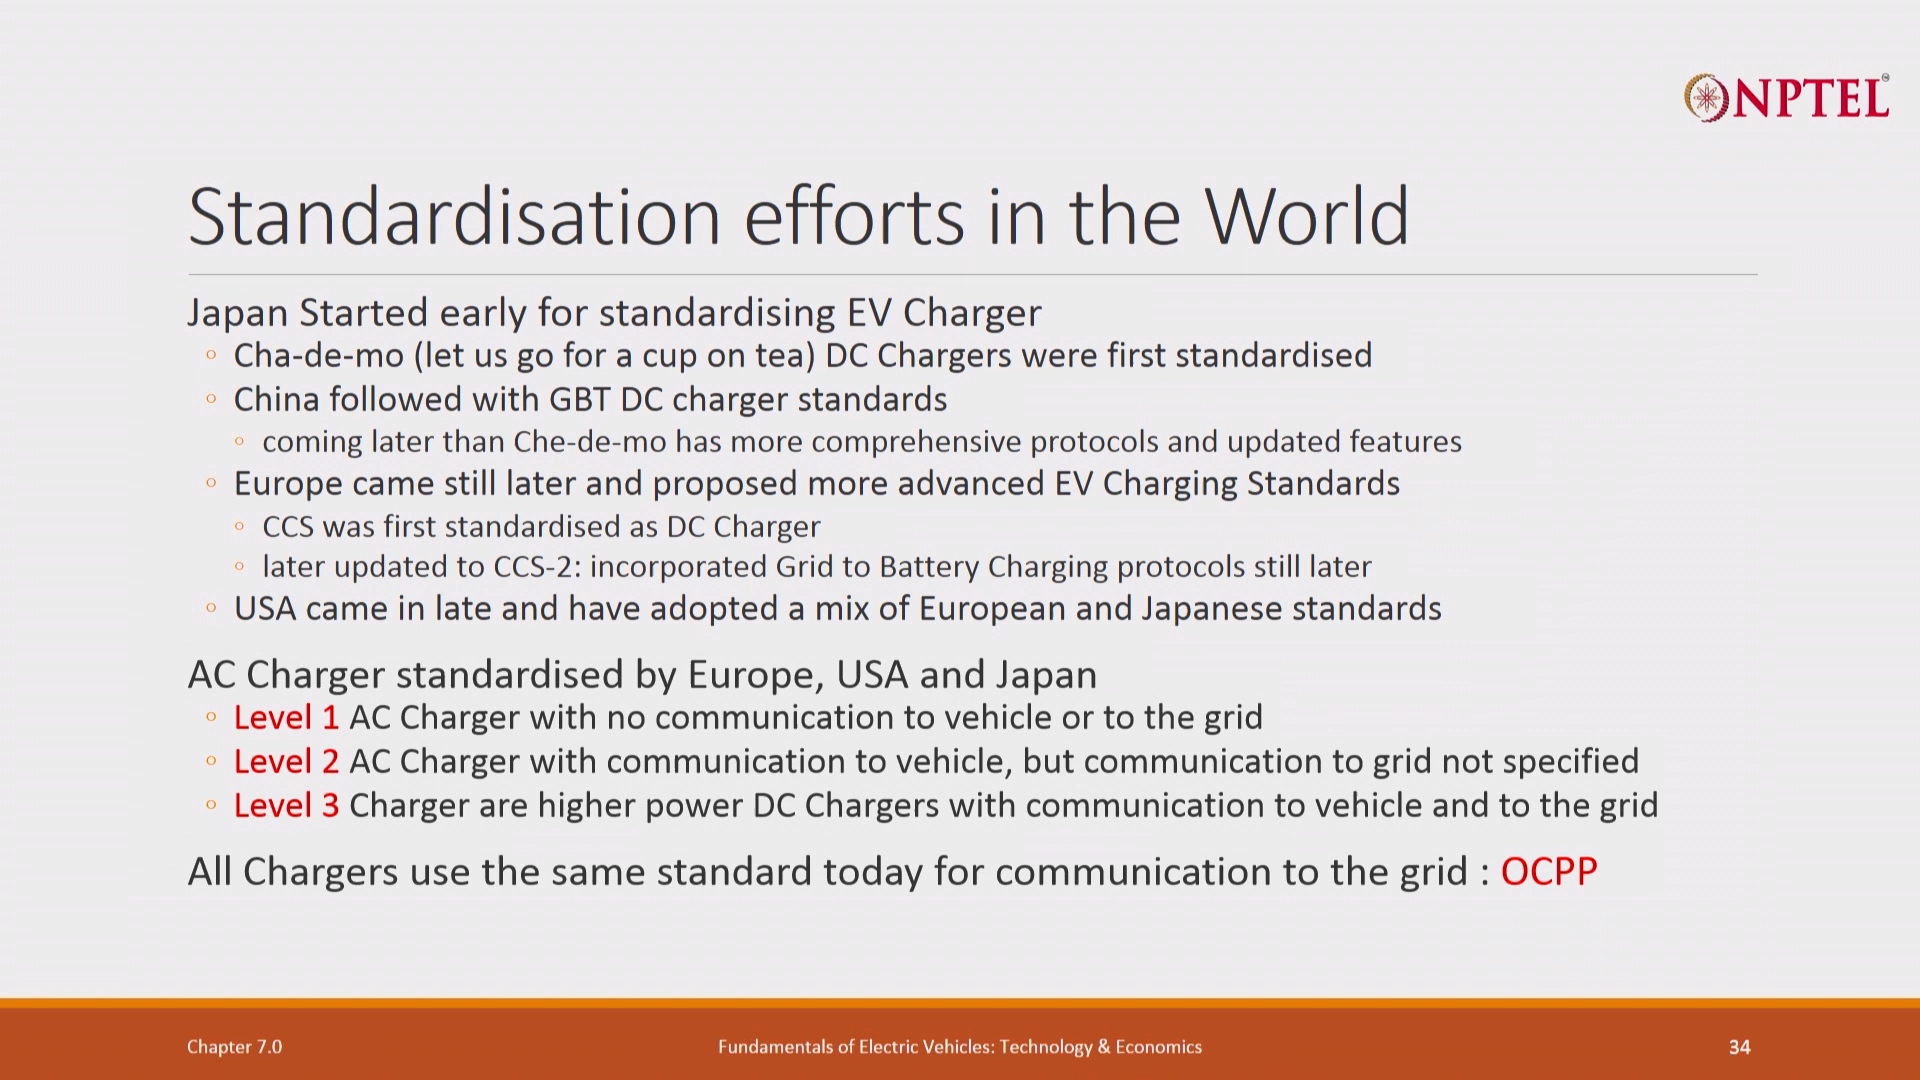 NPTEL
Standardisation efforts in the World
Japan Started early for standardising EV Charger
◦ Cha-de-mo (let us go for a cup on tea) DC Chargers were first standardised
◦ China followed with GBT DC charger standards
◦ coming later than Che-de-mo has more comprehensive protocols and updated features
◦ Europe came still later and proposed more advanced EV Charging Standards
◦ CCS was first standardised as DC Charger
◦ later updated to CCS-2: incorporated Grid to Battery Charging protocols still later
◦ USA came in late and have adopted a mix of European and Japanese standards
AC Charger standardised by Europe, USA and Japan
◦ Level 1 AC Charger with no communication to vehicle or to the grid
◦ Level 2 AC Charger with communication to vehicle, but communication to grid not specified
◦ Level 3 Charger are higher power DC Chargers with communication to vehicle and to the grid
All Chargers use the same standard today for communication to the grid : OCPP
Chapter 7.0
Fundamentals of Electric Vehicles: Technology & Economics
34